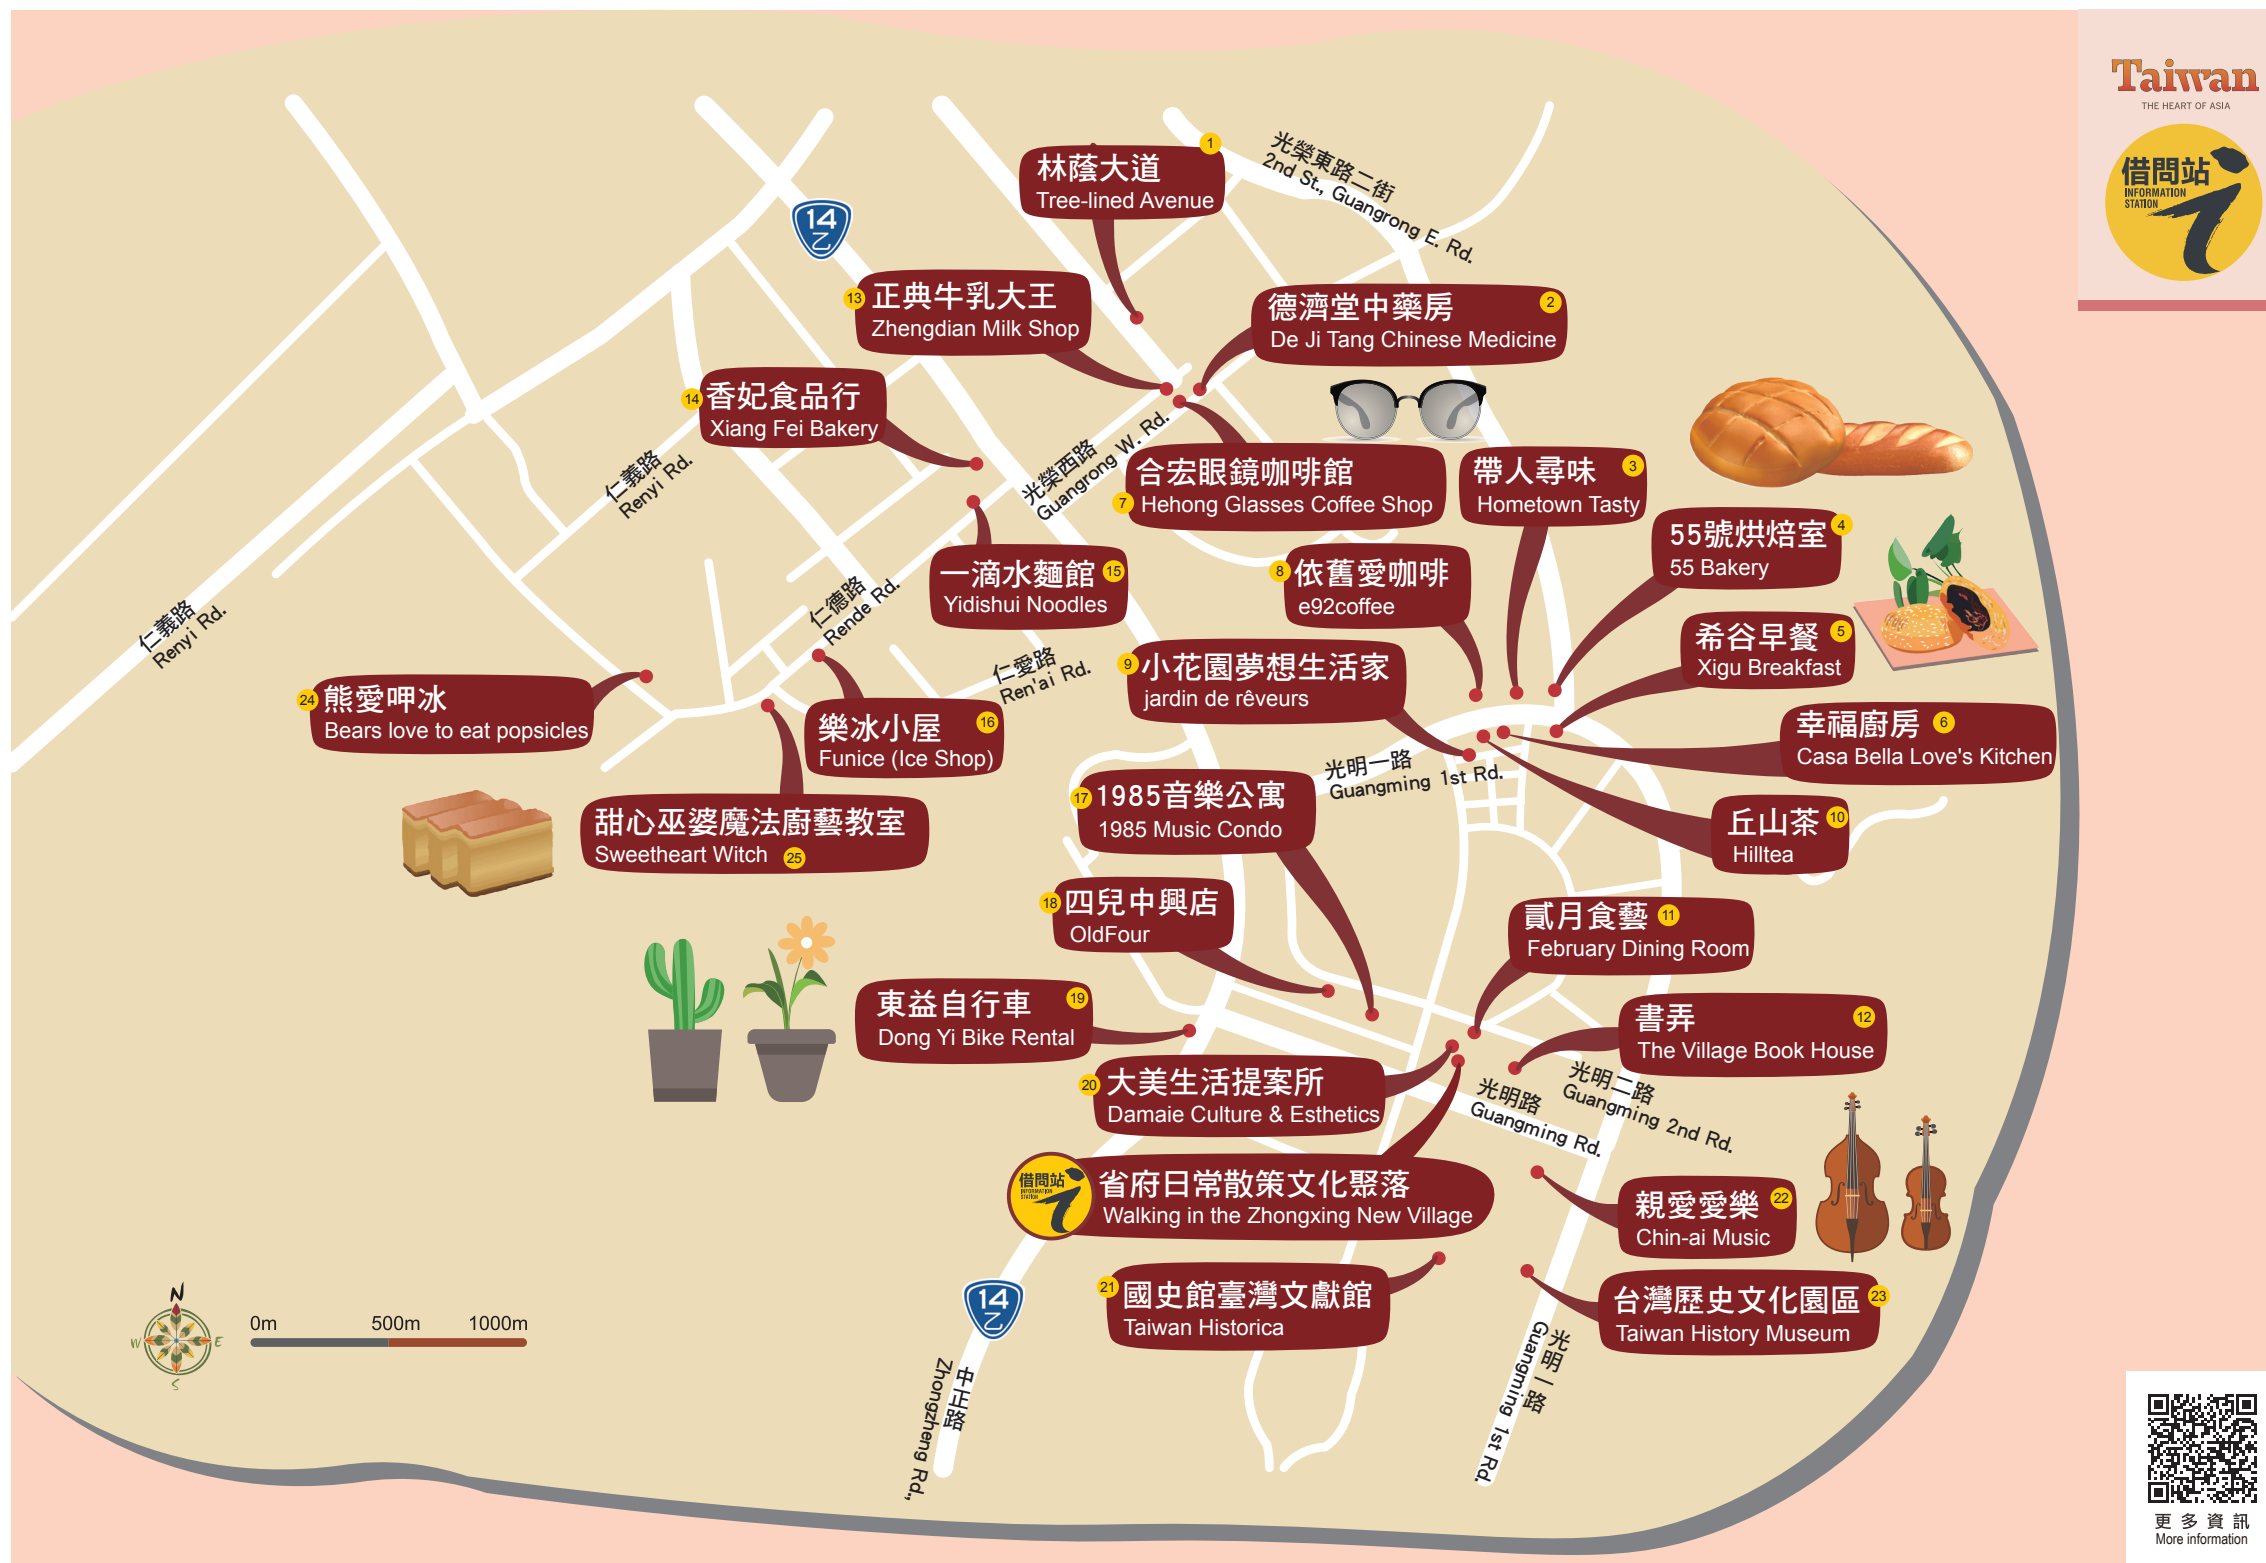 Taiwan
THE HEART OF ASIA
借問站
INFORMATION
STATION
1
林蔭大道
Tree-lined Avenue
光榮東路二街
2nd St., Guangrong E. Rd.
14
乙
13
正典牛乳大王
Zhengdian Milk Shop
德濟堂中藥房
2
De Ji Tang Chinese Medicine
14
香妃食品行
Xiang Fei Bakery
仁義路
Renyi Rd.
光榮西路
Guangrong W. Rd.
合宏眼鏡咖啡館
7
Hehong Glasses Coffee Shop
帶人尋味
3
Hometown Tasty
55號烘焙室
4
55 Bakery
一滴水麵館
15
Yidishui Noodles
8
依舊愛咖啡
e92coffee
仁德路
Rende Rd.
仁義路
Renyi Rd.
希谷早餐
5
Xigu Breakfast
9
小花園夢想生活家
jardin de rêveurs
仁愛路
Ren'ai Rd.
24
熊愛呷冰
Bears love to eat popsicles
樂冰小屋
16
Funice (Ice Shop)
幸福廚房
6
Casa Bella Love's Kitchen
光明一路
Guangming 1st Rd.
17
1985音樂公寓
1985 Music Condo
甜心巫婆魔法廚藝教室
Sweetheart Witch
25
丘山茶
10
Hilltea
18
四兒中興店
OldFour
貳月食藝
11
February Dining Room
東益自行車
19
Dong Yi Bike Rental
書弄
12
The Village Book House
20
大美生活提案所
Damaie Culture & Esthetics
光明路
Guangming Rd.
光明二路
Guangming 2nd Rd.
借問站
INFORMATION
STATION
省府日常散策文化聚落
Walking in the Zhongxing New Village
親愛愛樂
22
Chin-ai Music
21
國史館臺灣文獻館
Taiwan Historica
台灣歷史文化園區
23
Taiwan History Museum
14
乙
中正路
Zhongzheng Rd.,
光明一路
Guangming 1st Rd.
N
W
E
S
0m
500m
1000m
更多資訊
More information